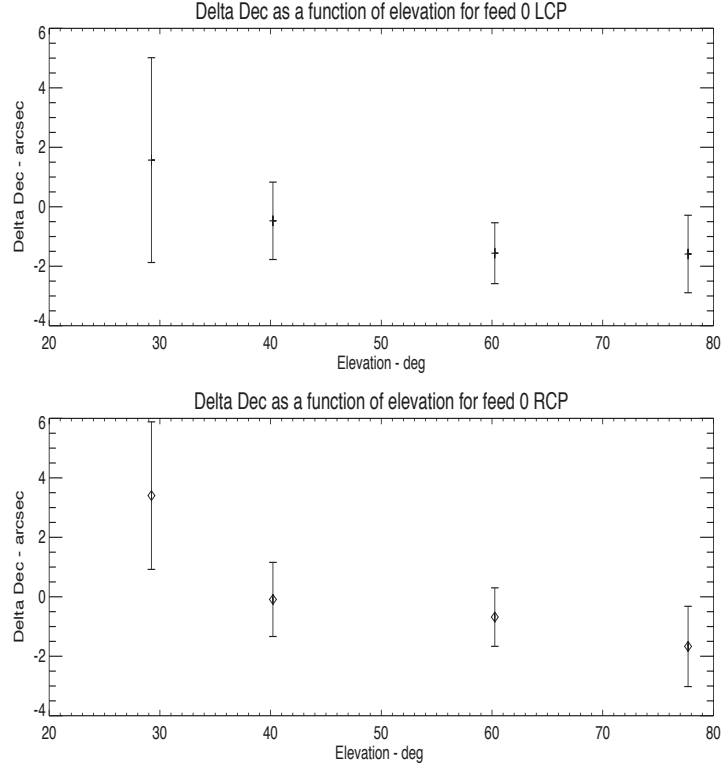 Delta Dec as a function of elevation for feed 0 LCP
6
4
2
0
-2
-4
Delta Dec - arcsec
20 30 40 50 60 70 80
Elevation - deg
Delta Dec as a function of elevation for feed 0 RCP
6
4
2
0
-2
-4
Delta Dec - arcsec
20 30 40 50 60 70 80
Elevation - deg